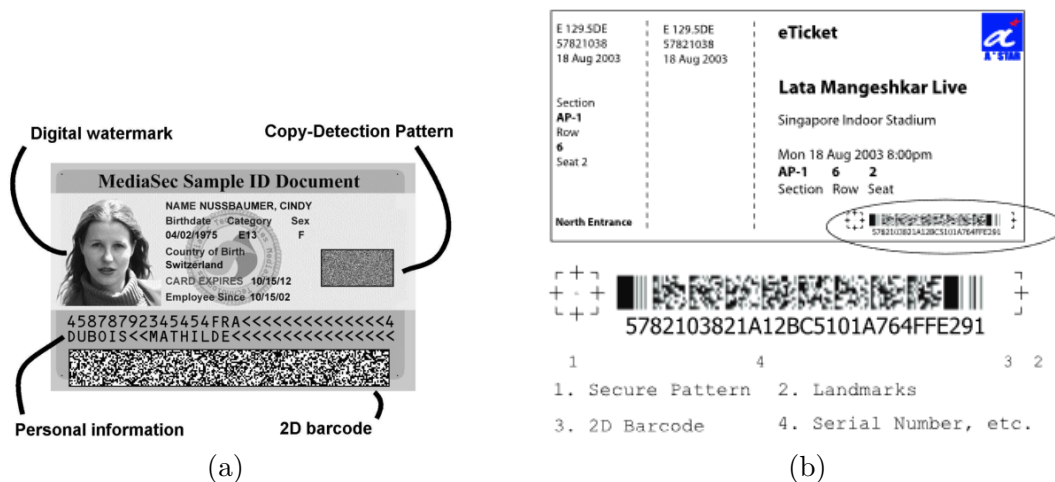 Digital watermark
Copy-Detection Pattern
MediaSec Sample ID Document
NAME NUSSBAUMER, CINDY
Birthdate Category Sex
04/02/1975 E13 F
Country of Birth
Switzerland
CARD EXPIRES 10/15/12
Employee Since 10/15/02
45878792345454FRA<<<<<<<<<<<<<<<4
DUBOIS<<MATHILDE<<<<<<<<<<<<<<<<<
Personal information
2D barcode
(a)
E 129.5DE
57821038
18 Aug 2003
Section
AP-1
Row
6
Seat 2
North Entrance
E 129.5DE
57821038
18 Aug 2003
eTicket
A*STAR
Lata Mangeshkar Live
Singapore Indoor Stadium
Mon 18 Aug 2003 8:00pm
AP-1 6 2
Section Row Seat
5782103821A12BC5101A764FFE291
5782103821A12BC5101A764FFE291
1 4 3 2
1. Secure Pattern 2. Landmarks
3. 2D Barcode 4. Serial Number, etc.
(b)